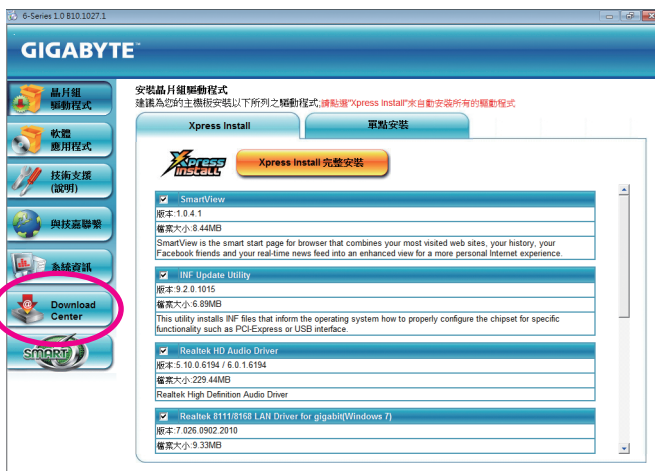 6-Series 1.0 B10.1027.1
GIGABYTE™
晶片組
驅動程式
軟體
應用程式
技術支援
(說明)
與技嘉聯繫
系統資訊
Download
Center
SMART
安裝晶片組驅動程式
建議為您的主機板安裝以下所列之驅動程式;請點選"Xpress Install"來自動安裝所有的驅動程式
Xpress Install
單點安裝
Xpress
INSTALL
Xpress Install 完整安裝
SmartView
版本:1.0.4.1
檔案大小:8.44MB
SmartView is the smart start page for browser that combines your most visited web sites, your history, your
Facebook friends and your real-time news feed into an enhanced view for a more personal Internet experience.
INF Update Utility
版本:9.2.0.1015
檔案大小:6.89MB
This utility installs INF files that inform the operating system how to properly configure the chipset for specific
functionality such as PCI-Express or USB interface.
Realtek HD Audio Driver
版本:5.10.0.6194 / 6.0.1.6194
檔案大小:229.44MB
Realtek High Definition Audio Driver
Realtek 8111/8168 LAN Driver for gigabit(Windows 7)
版本:7.026.0902.2010
檔案大小:9.33MB